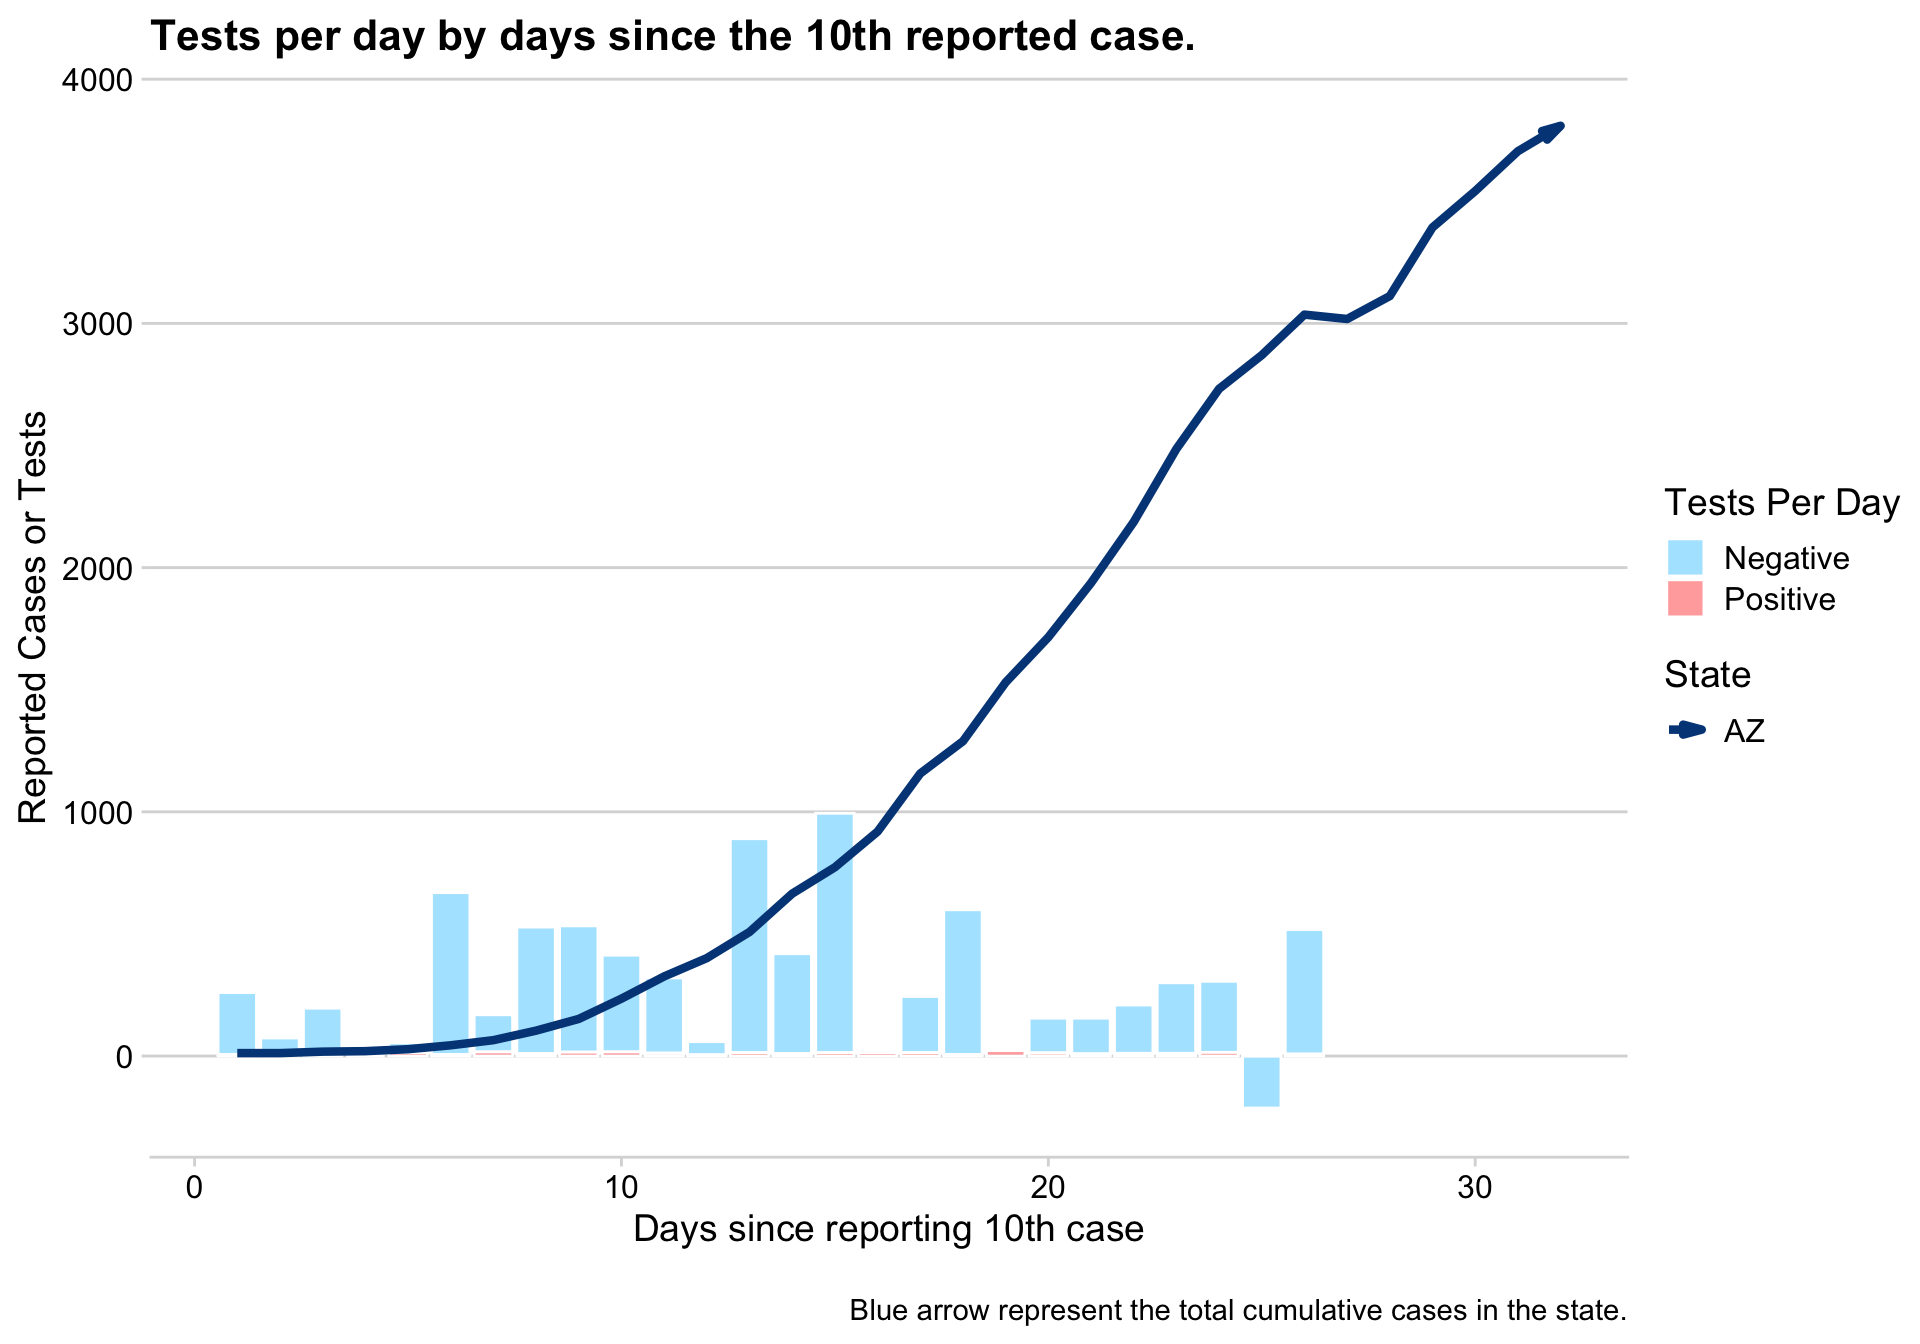 Tests per day by days since the 10th reported case.
4000
3000
2000
1000
0
Reported Cases or Tests
0 10 20 30
Days since reporting 10th case
Tests Per Day
Negative
Positive
State
AZ
Blue arrow represent the total cumulative cases in the state.